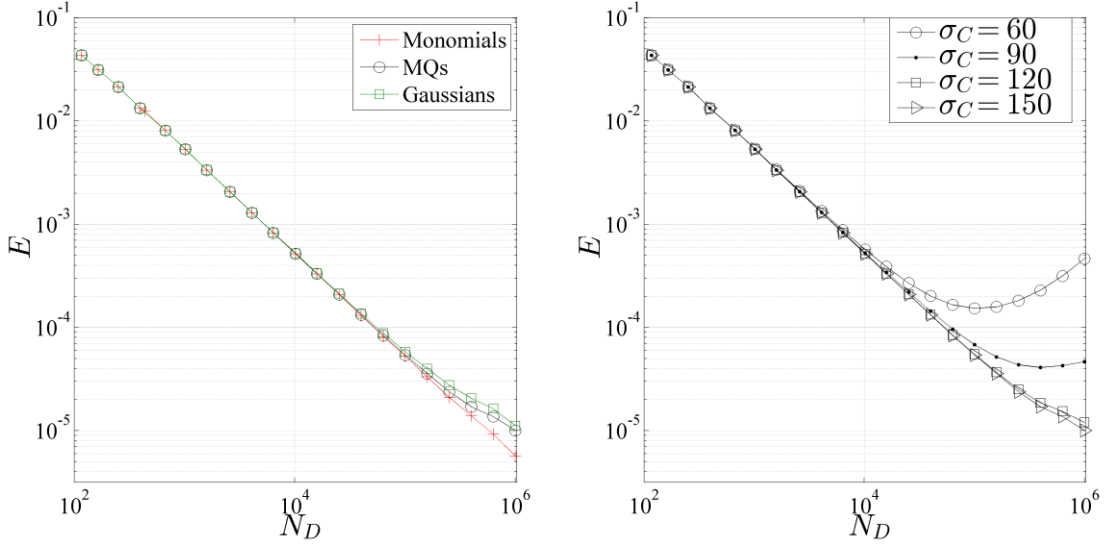 10^-1
10^-2
10^-3
10^-4
10^-5
E
10^2
10^4
10^6
N_D
Monomials
MQs
Gaussians
10^-1
10^-2
10^-3
10^-4
10^-5
E
10^2
10^4
10^6
N_D
σ_C = 60
σ_C = 90
σ_C = 120
σ_C = 150